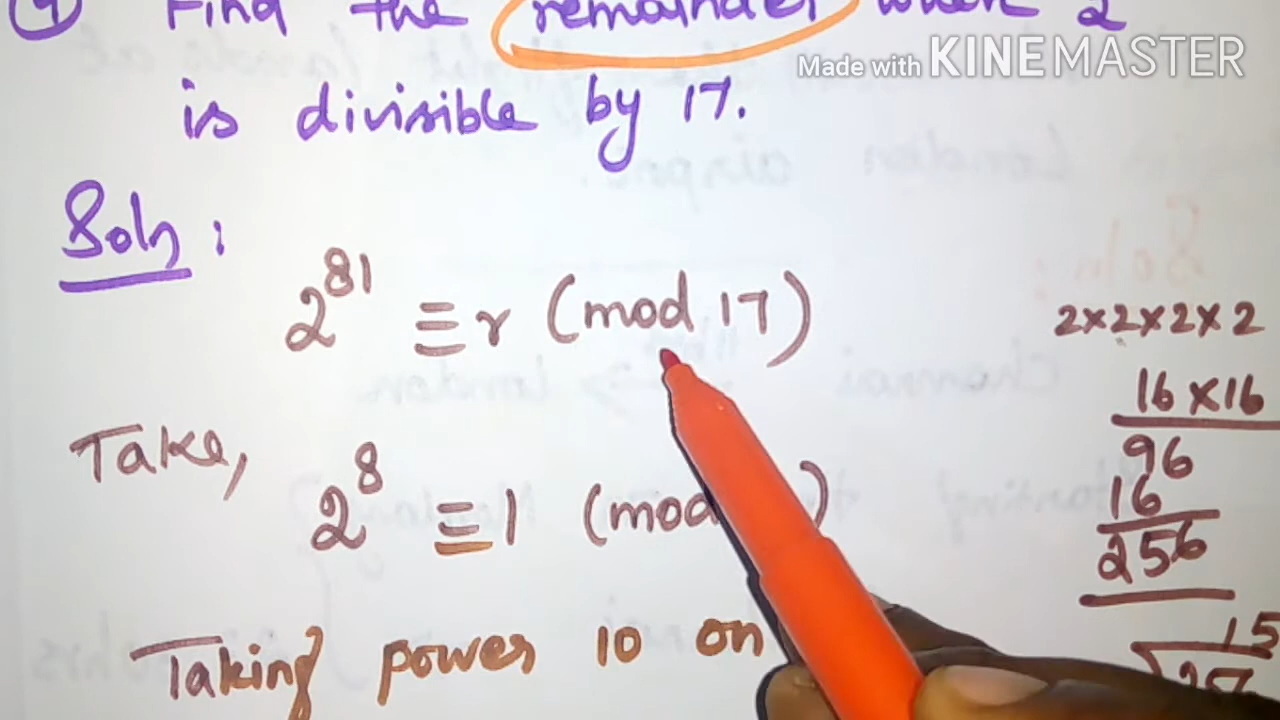 Find the remainder when 2
Made with KINEMASTER
is divisible by 17.
Soln :
2^81 ≡ r (mod 17)
2×2×2×2
16 ×16
Take,
96
2^8 ≡ 1 (mod )
16
256
Taking power 10 on
15